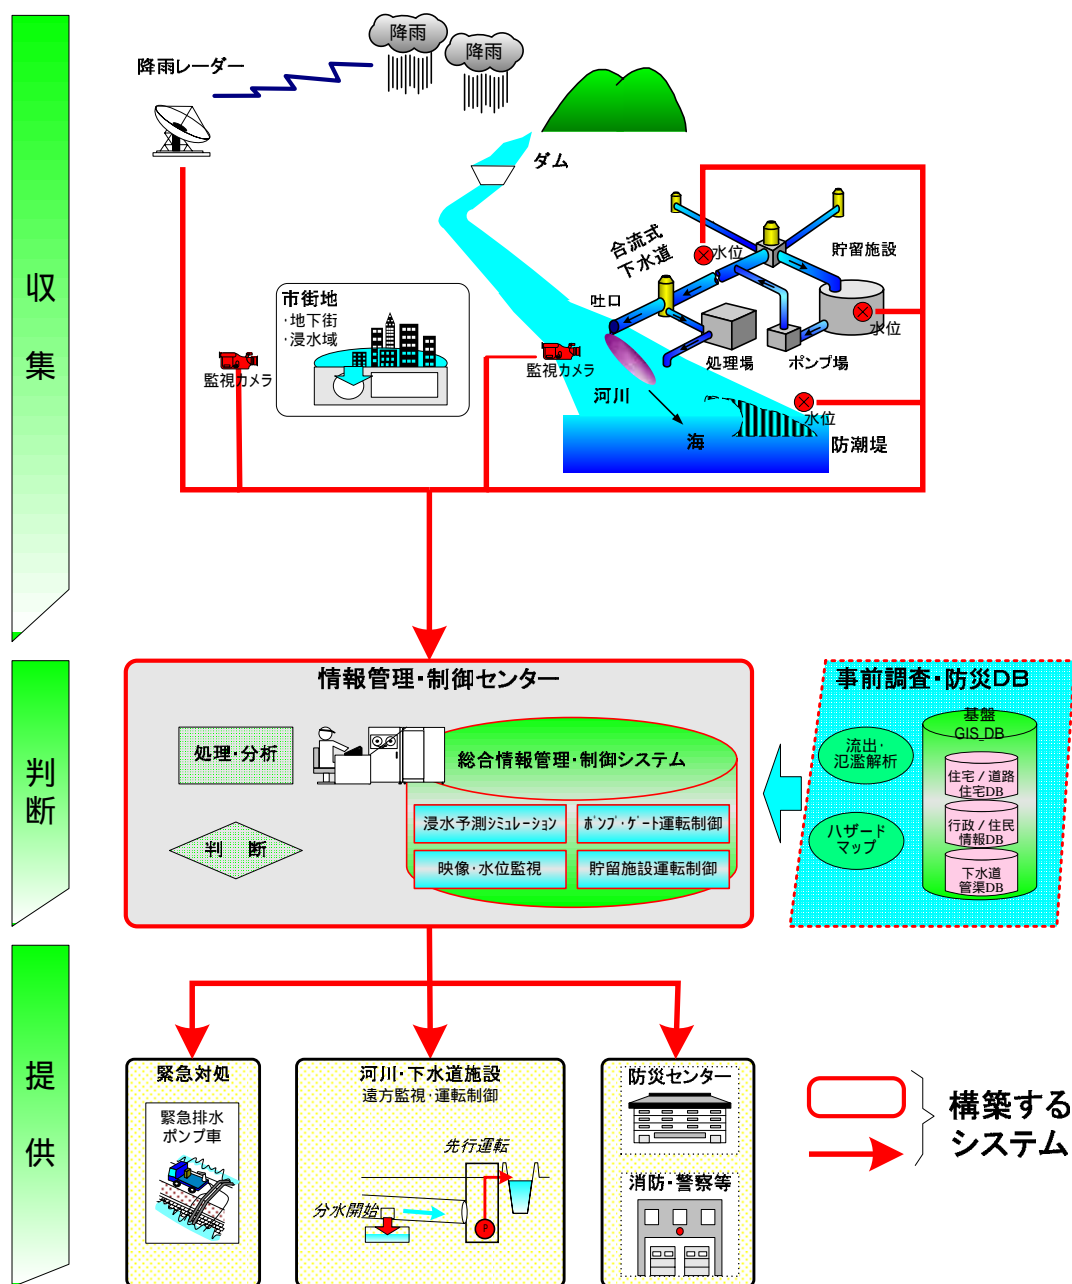 収
集
降雨レーダー
降雨
降雨
ダム
合流式
下水道
水位
貯留施設
市街地
・地下街
・浸水域
吐口
水位
処理場
ポンプ場
監視カメラ
監視カメラ
河川
水位
海
防潮堤
判
断
情報管理・制御センター
処理・分析
総合情報管理・制御システム
浸水予測シミュレーション
ポンプ・ゲート運転制御
判 断
映像・水位監視
貯留施設運転制御
事前調査・防災DB
基盤
GIS_DB
流出・
氾濫解析
住宅/道路
住宅DB
ハザード
マップ
行政/住民
情報DB
下水道
管渠DB
提
供
緊急対処
緊急排水
ポンプ車
河川・下水道施設
遠方監視・運転制御
先行運転
分水開始
P
防災センター
消防・警察等
構築する
システム